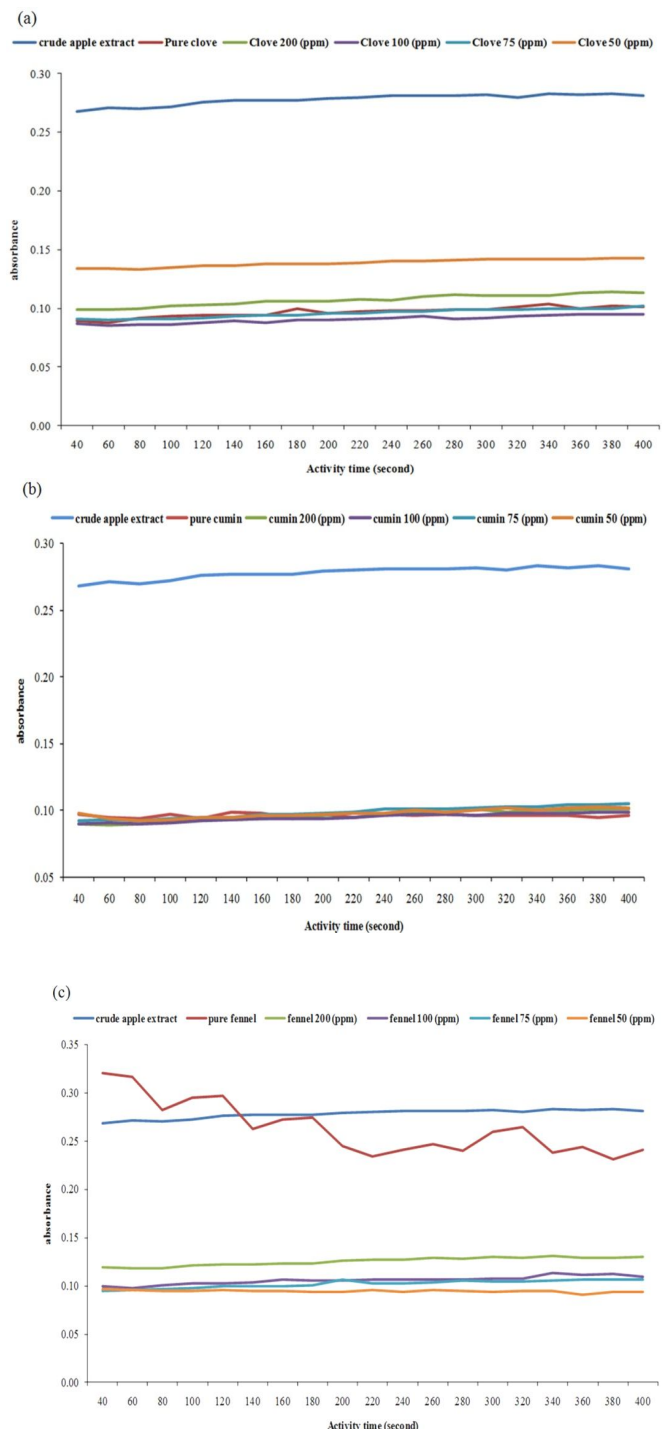 (a)
crude apple extract Pure clove Clove 200 (ppm) Clove 100 (ppm) Clove 75 (ppm) Clove 50 (ppm)
0.30
0.25
0.20
0.15
0.10
0.05
0.00
absorbance
40 60 80 100 120 140 160 180 200 220 240 260 280 300 320 340 360 380 400
Activity time (second)
(b)
crude apple extract pure cumin cumin 200 (ppm) cumin 100 (ppm) cumin 75 (ppm) cumin 50 (ppm)
0.30
0.25
0.20
0.15
0.10
0.05
absorbance
40 60 80 100 120 140 160 180 200 220 240 260 280 300 320 340 360 380 400
Activity time (second)
(c)
crude apple extract pure fennel fennel 200 (ppm) fennel 100 (ppm) fennel 75 (ppm) fennel 50 (ppm)
0.35
0.30
0.25
0.20
0.15
0.10
0.05
0.00
absorbance
40 60 80 100 120 140 160 180 200 220 240 260 280 300 320 340 360 380 400
Activity time (second)